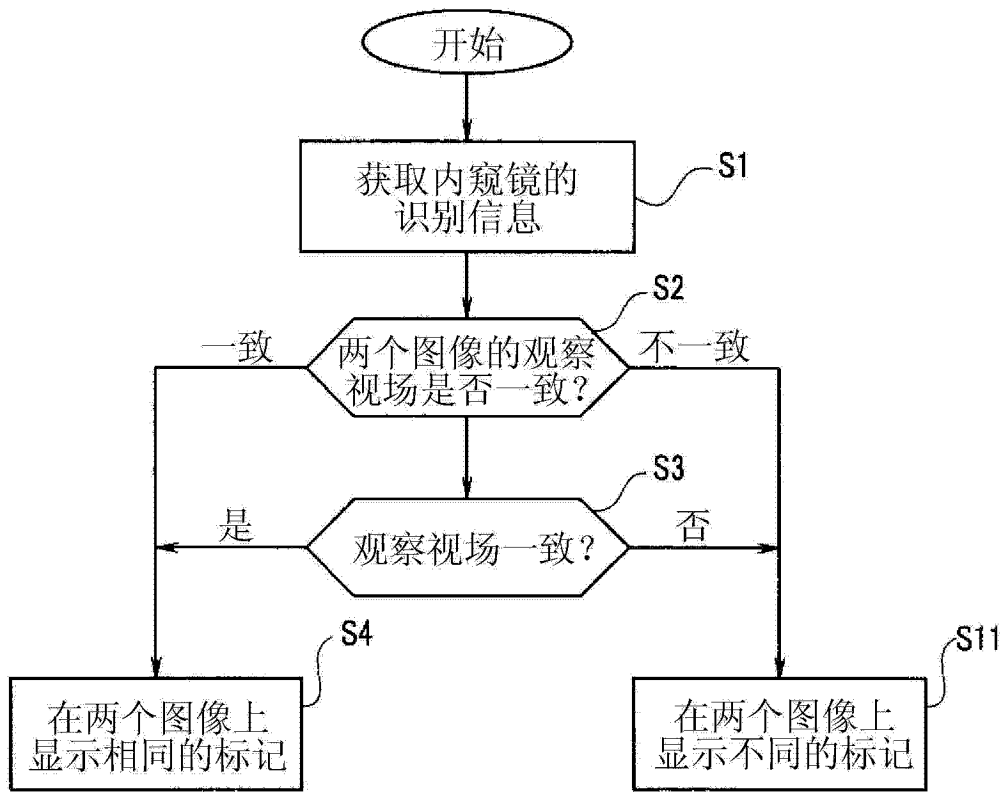 开始
获取内窥镜的
识别信息
S1
S2
一致
两个图像的观察
视场是否一致？
不一致
S3
是
观察视场一致？
否
S4
在两个图像上
显示相同的标记
S11
在两个图像上
显示不同的标记